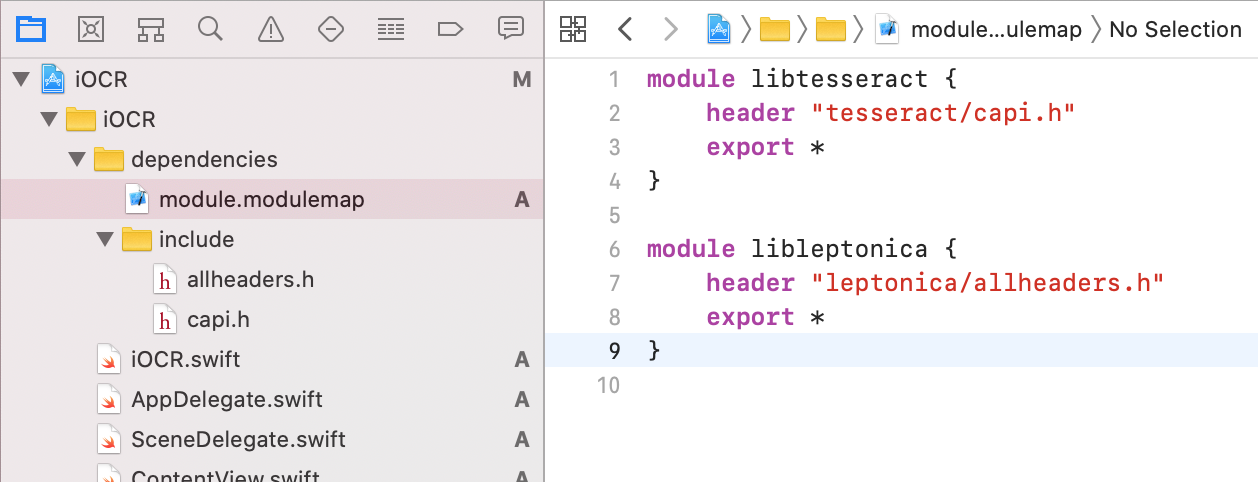 module...ulemap
No Selection
iOCR M
iOCR
dependencies
module.modulemap A
include
h allheaders.h
h capi.h
iOCR.swift A
AppDelegate.swift A
SceneDelegate.swift A
ContentView.swift A
1 module libtesseract {
2 header "tesseract/capi.h"
3 export *
4 }
5
6 module libleptonica {
7 header "leptonica/allheaders.h"
8 export *
9 }
10